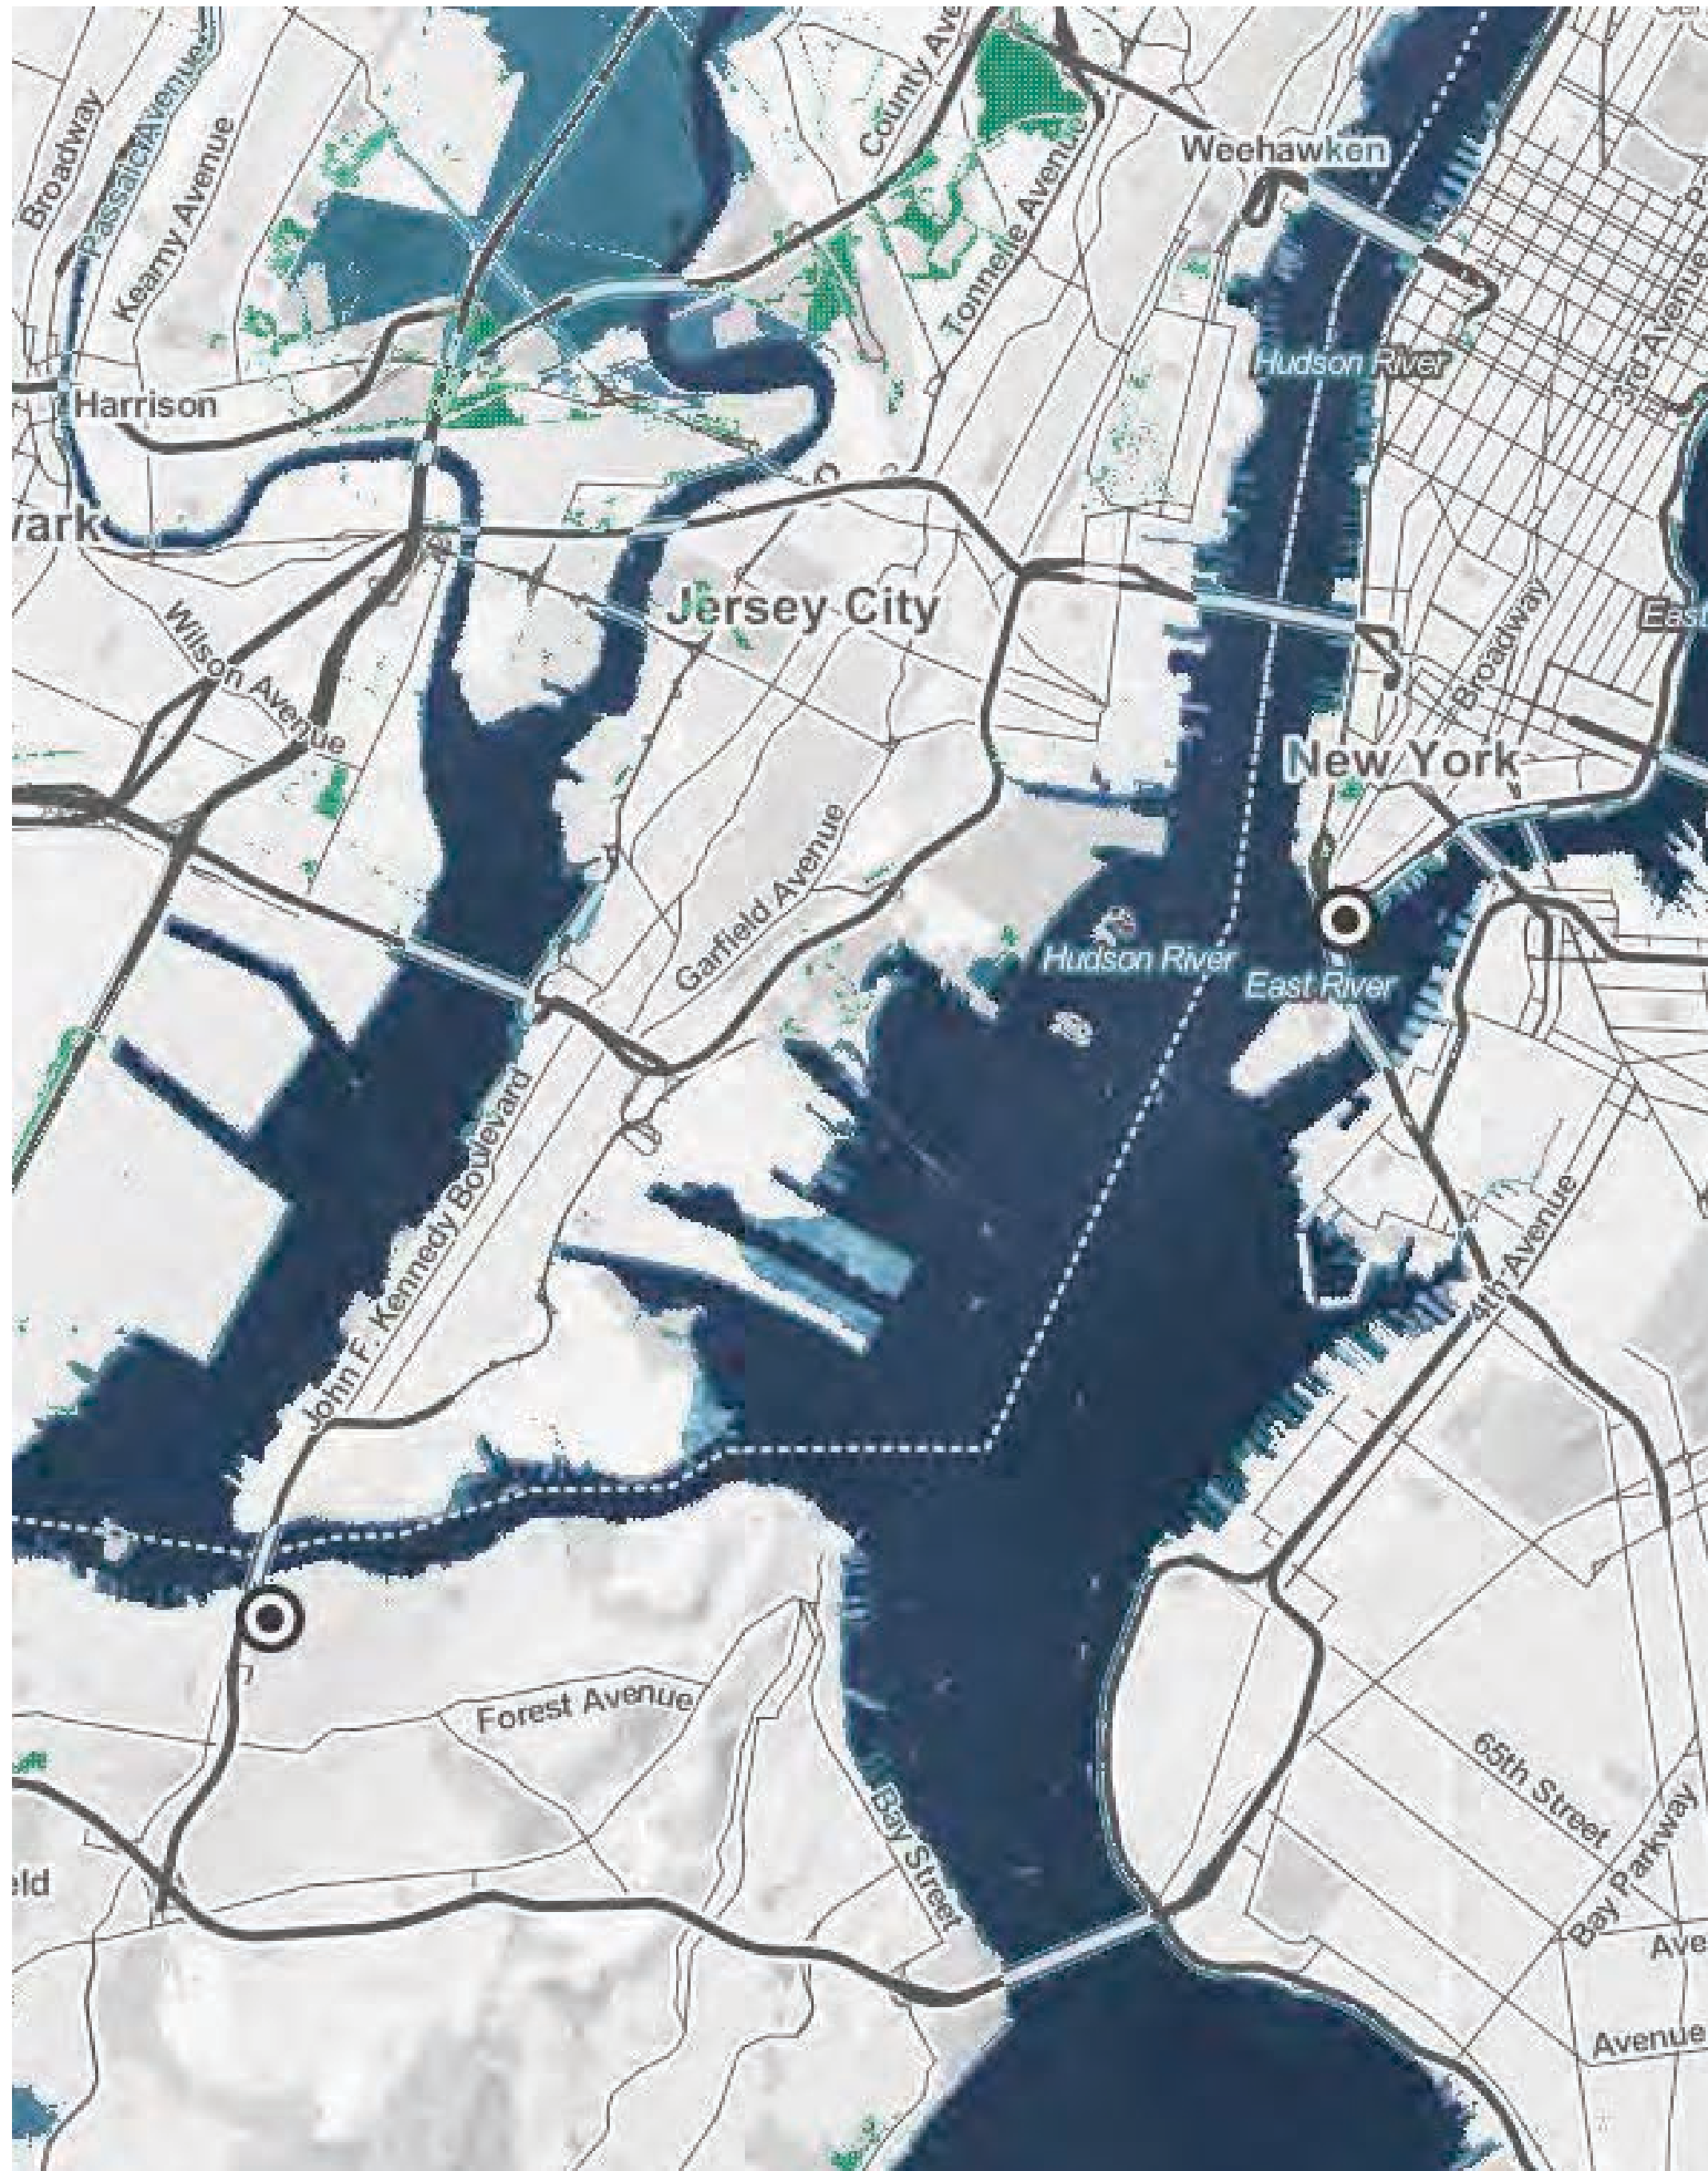 County Ave
Broadway
Passaic Avenue
Kearny Avenue
Weehawken
Tonnelle Avenue
3rd Avenue
Hudson River
Harrison
vark
Jersey City
East
Wilson Avenue
Broadway
New York
Garfield Avenue
Hudson River
East River
John F. Kennedy Boulevard
4th Avenue
Forest Avenue
65th Street
Bay Street
Bay Parkway
eld
Ave
Avenue